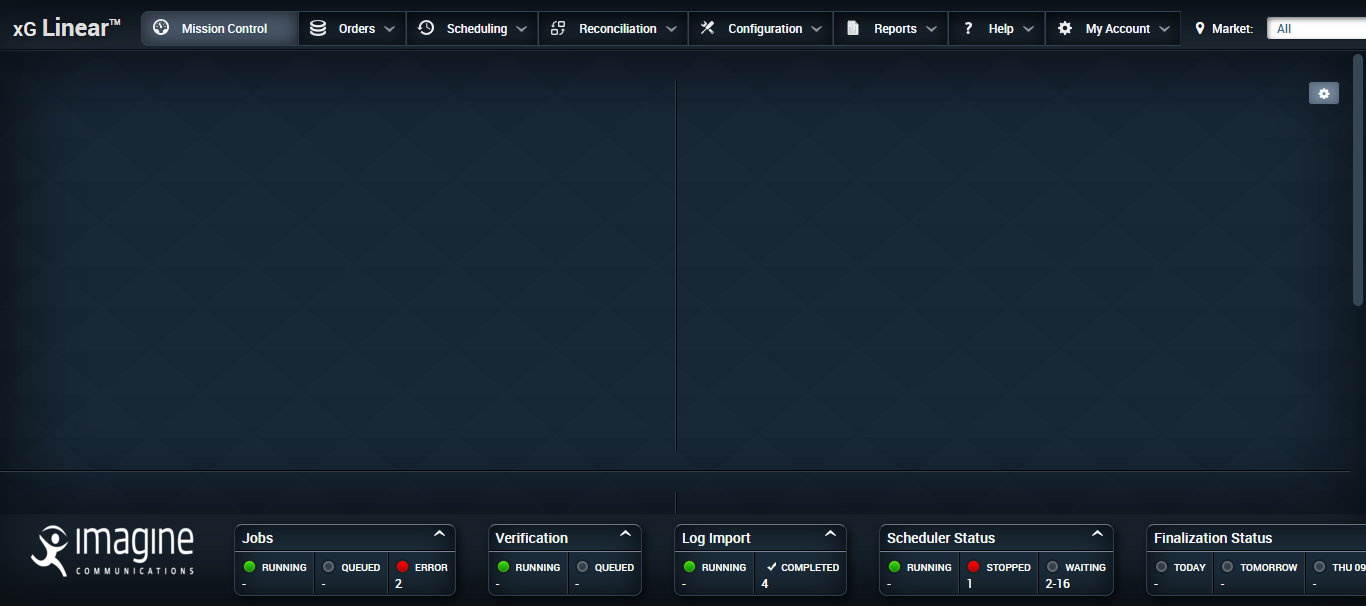 xG Linear™ Mission Control Orders Scheduling Reconciliation Configuration Reports ? Help My Account Market: All
imagine
COMMUNICATIONS
Jobs
RUNNING QUEUED ERROR
- - 2
Verification
RUNNING QUEUED
- -
Log Import
RUNNING COMPLETED
- 4
Scheduler Status
RUNNING STOPPED WAITING
- 1 2-16
Finalization Status
TODAY TOMORROW THU 09
- - -